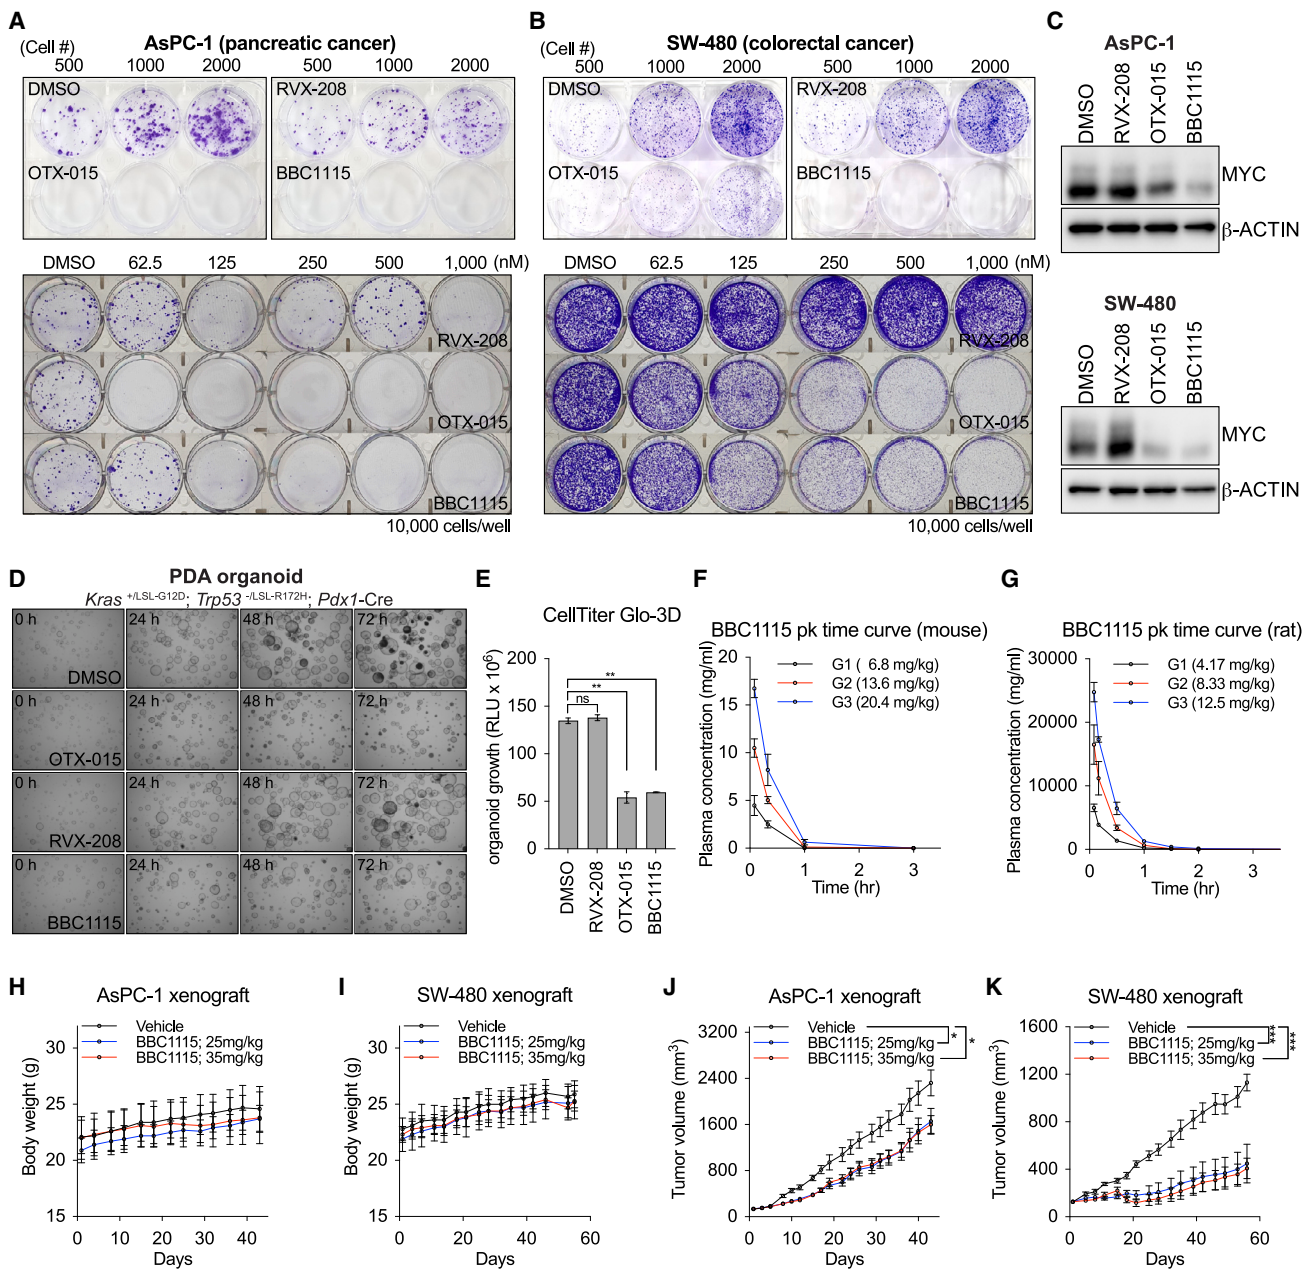 A
AsPC-1 (pancreatic cancer)
(Cell #)
500 1000 2000 500 1000 2000
DMSO RVX-208
OTX-015 BBC1115
DMSO 62.5 125 250 500 1,000 (nM)
RVX-208
OTX-015
BBC1115
10,000 cells/well
B
SW-480 (colorectal cancer)
(Cell #)
500 1000 2000 500 1000 2000
DMSO RVX-208
OTX-015 BBC1115
DMSO 62.5 125 250 500 1,000 (nM)
RVX-208
OTX-015
BBC1115
10,000 cells/well
C
AsPC-1
DMSO RVX-208 OTX-015 BBC1115
MYC
β-ACTIN
SW-480
DMSO RVX-208 OTX-015 BBC1115
MYC
β-ACTIN
D
PDA organoid
Kras +/LSL-G12D; Trp53 -/LSL-R172H; Pdx1-Cre
0 h 24 h 48 h 72 h
DMSO
0 h 24 h 48 h 72 h
OTX-015
0 h 24 h 48 h 72 h
RVX-208
0 h 24 h 48 h 72 h
BBC1115
E
CellTiter Glo-3D
organoid growth (RLU x 10⁶)
200
150
100
50
0
**
**
ns
DMSO RVX-208 OTX-015 BBC1115
F
BBC1115 pk time curve (mouse)
Plasma concentration (mg/ml)
20
15
10
5
0
G1 ( 6.8 mg/kg)
G2 (13.6 mg/kg)
G3 (20.4 mg/kg)
0 1 2 3
Time (hr)
G
BBC1115 pk time curve (rat)
Plasma concentration (mg/ml)
30000
20000
10000
0
G1 (4.17 mg/kg)
G2 (8.33 mg/kg)
G3 (12.5 mg/kg)
0 1 2 3
Time (hr)
H
AsPC-1 xenograft
Vehicle
BBC1115; 25mg/kg
BBC1115; 35mg/kg
Body weight (g)
30
25
20
15
0 10 20 30 40 50
Days
I
SW-480 xenograft
Vehicle
BBC1115; 25mg/kg
BBC1115; 35mg/kg
Body weight (g)
30
25
20
15
0 20 40 60
Days
J
AsPC-1 xenograft
Vehicle
BBC1115; 25mg/kg
BBC1115; 35mg/kg
*
*
Tumor volume (mm³)
3200
2400
1600
800
0
0 10 20 30 40 50
Days
K
SW-480 xenograft
Vehicle
BBC1115; 25mg/kg
BBC1115; 35mg/kg
***
***
Tumor volume (mm³)
1600
1200
800
400
0
0 20 40 60
Days